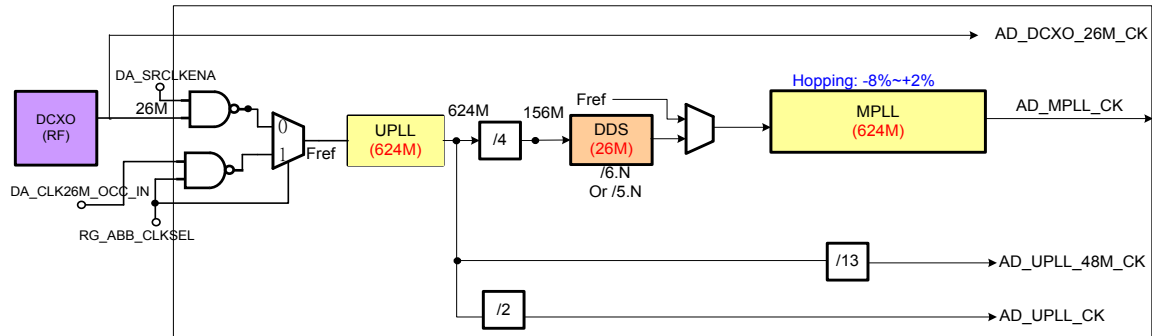 AD_DCXO_26M_CK
DA_SRCLKENA
Hopping: -8%~+2%
Fref
26M
624M
156M
AD_MPLL_CK
DCXO
(RF)
0
UPLL
(624M)
/4
DDS
(26M)
MPLL
(624M)
1
Fref
/6.N
Or /5.N
DA_CLK26M_OCC_IN
RG_ABB_CLKSEL
/13
AD_UPLL_48M_CK
/2
AD_UPLL_CK